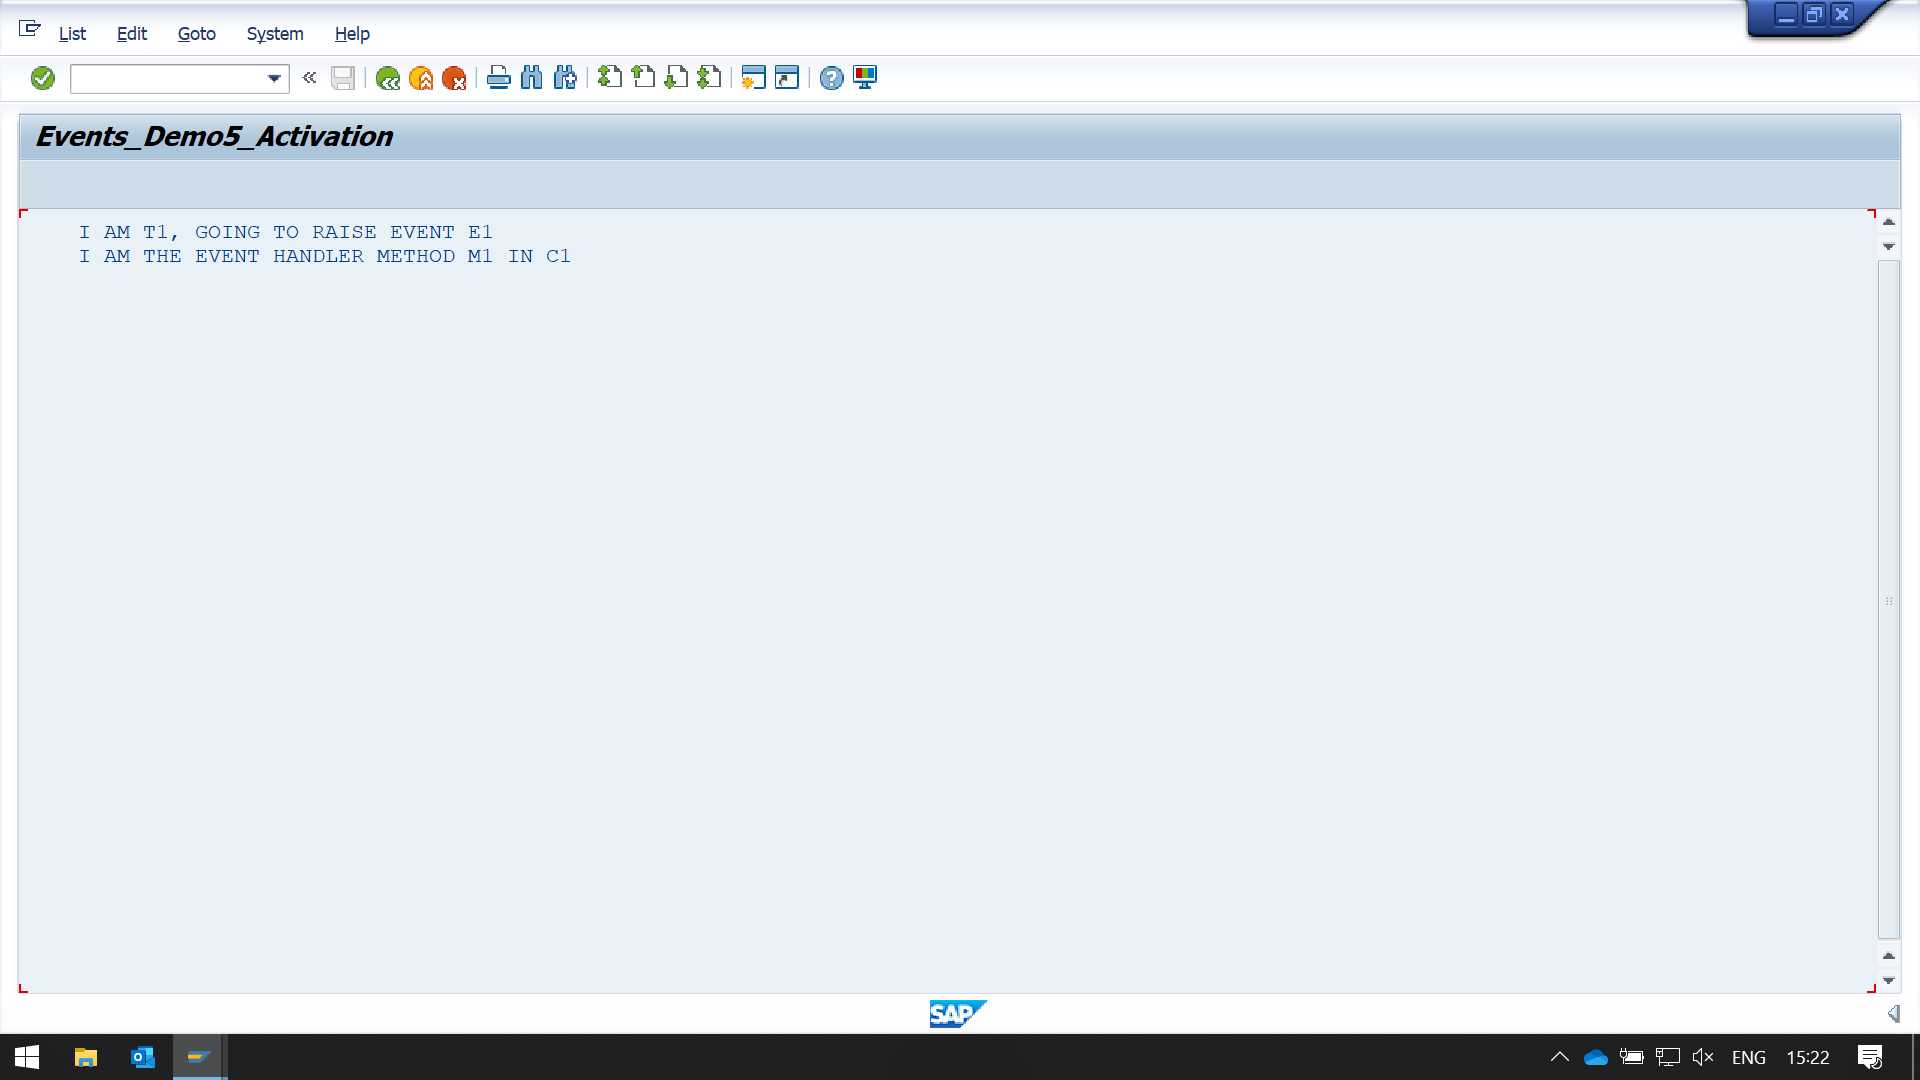 List Edit Goto System Help
Events_Demo5_Activation
I AM T1, GOING TO RAISE EVENT E1
I AM THE EVENT HANDLER METHOD M1 IN C1
SAP
ENG 15:22